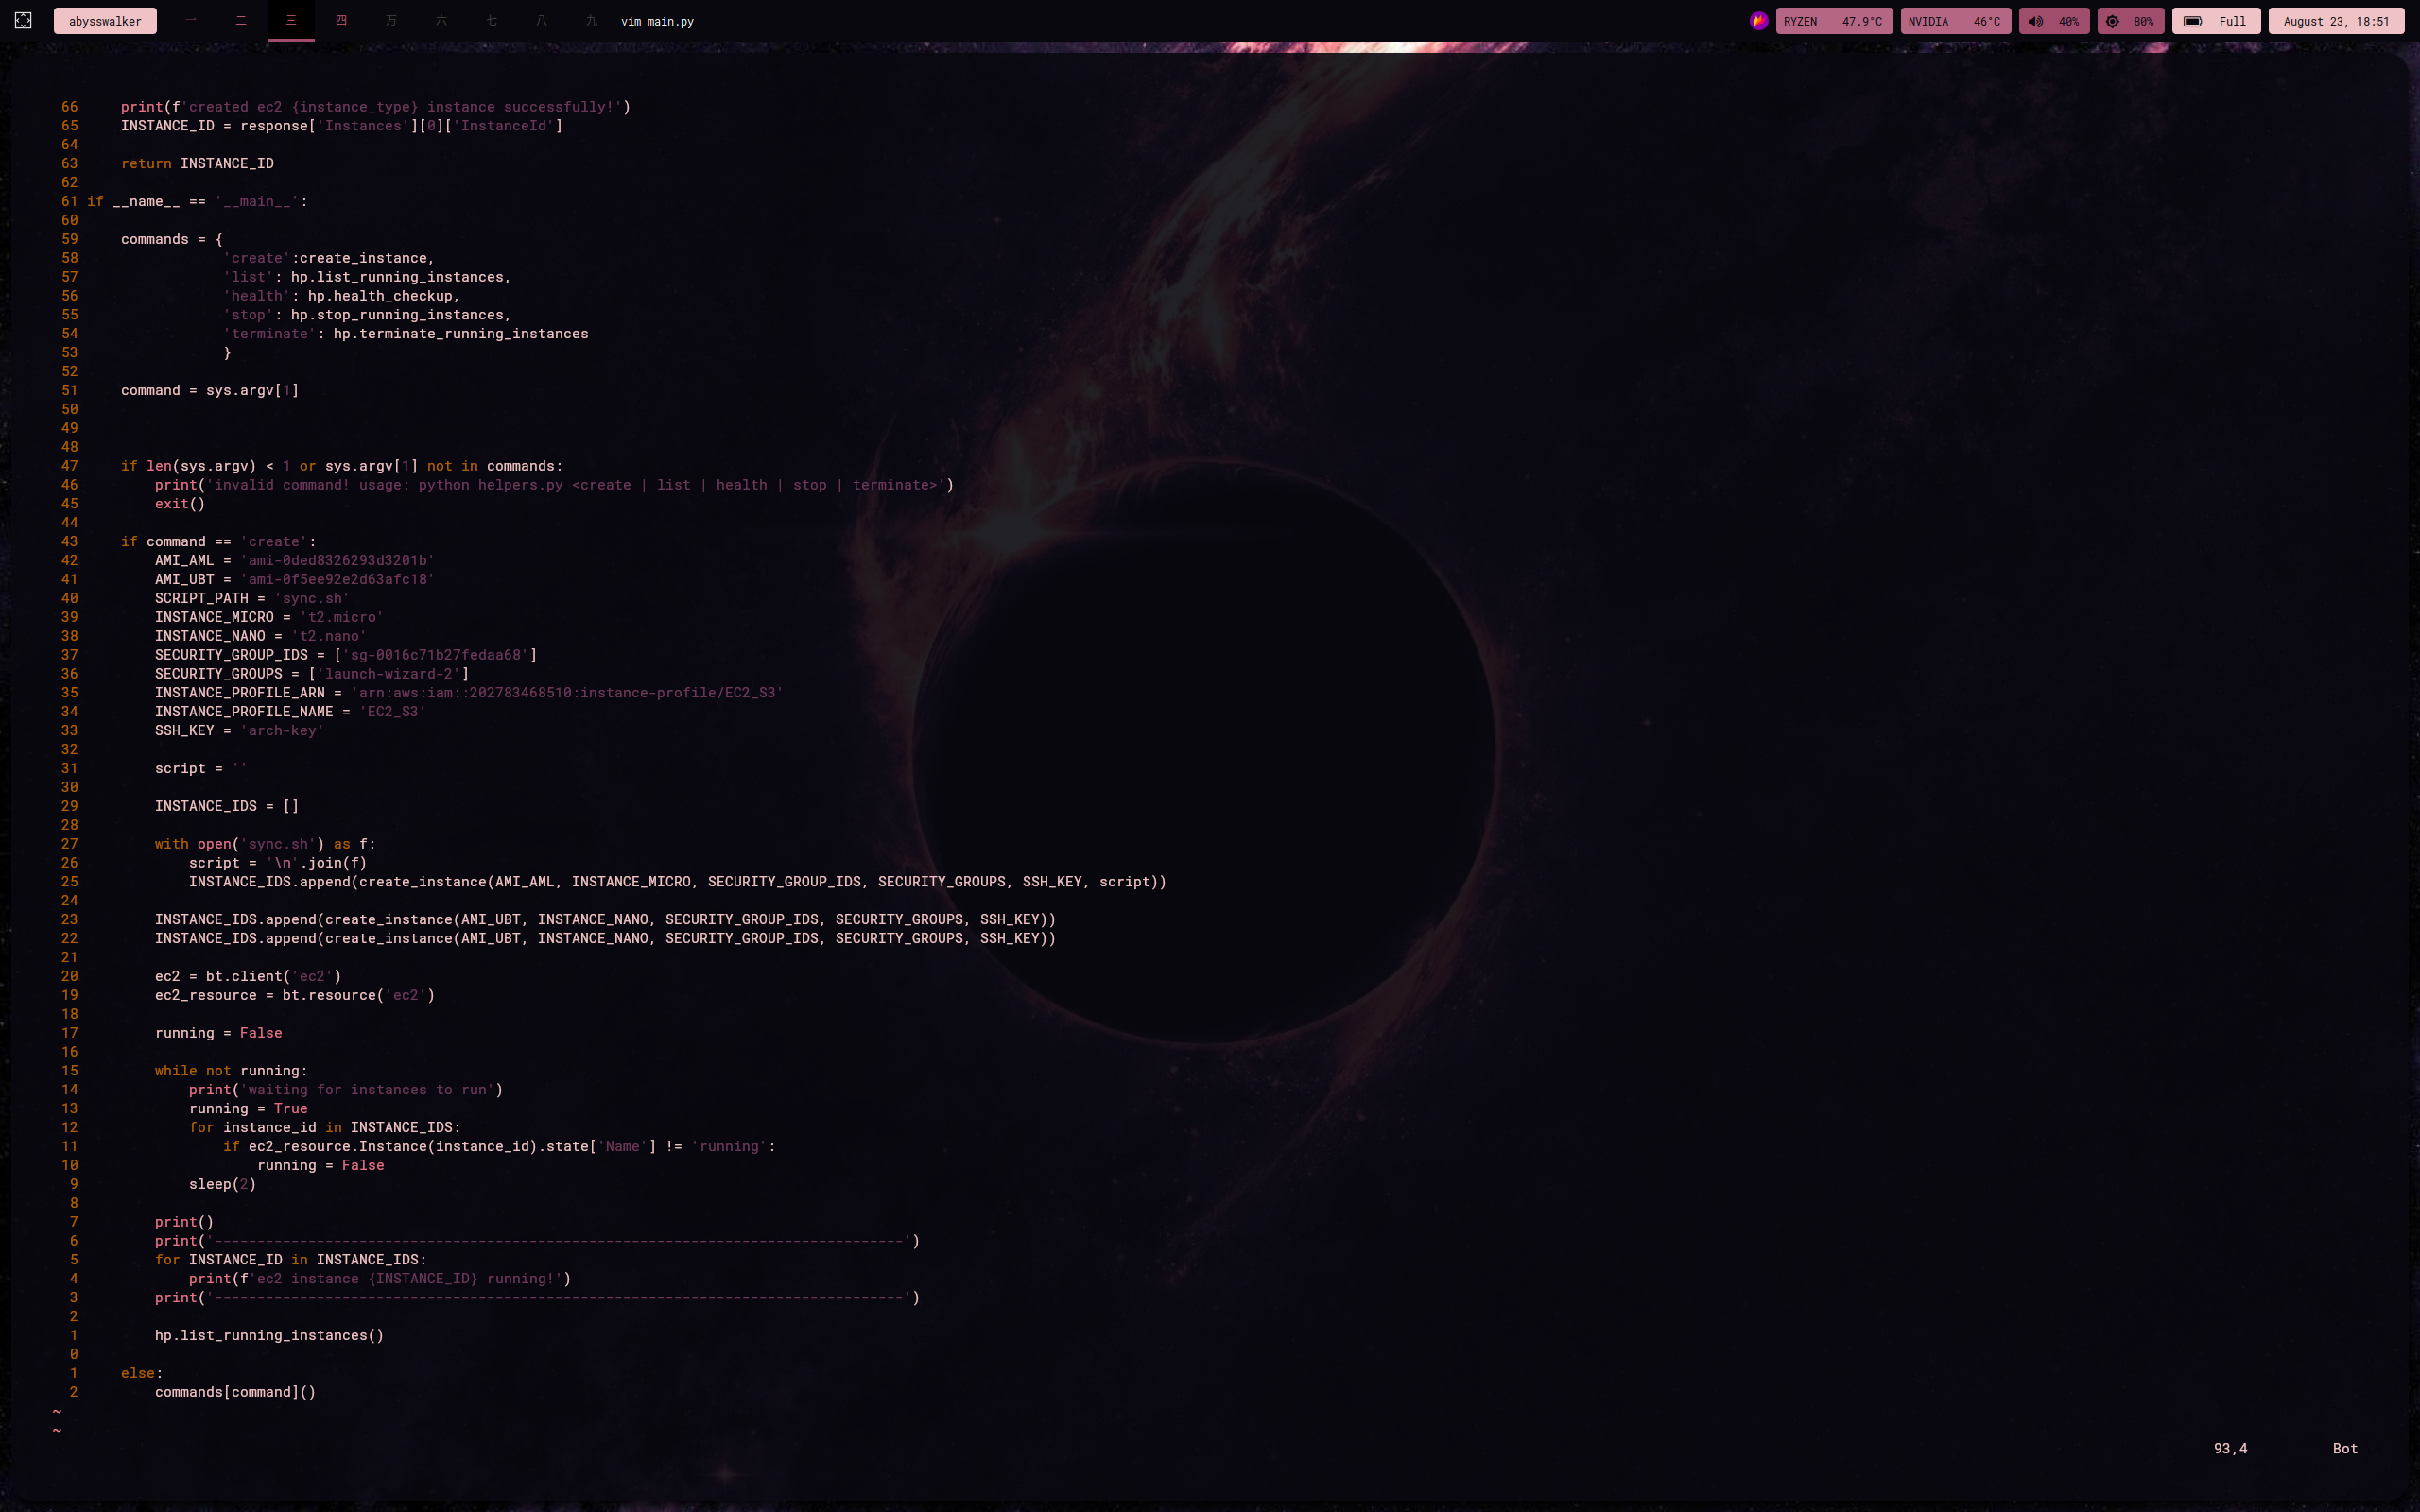 abysswalker 一 二 三 四 万 六 七 八 九 vim main.py RYZEN 47.9°C NVIDIA 46°C 40% 80% Full August 23, 18:51
66     print(f'created ec2 {instance_type} instance successfully!')
65     INSTANCE_ID = response['Instances'][0]['InstanceId']
64
63     return INSTANCE_ID
62
61 if __name__ == '__main__':
60
59     commands = {
58                 'create':create_instance,
57                 'list': hp.list_running_instances,
56                 'health': hp.health_checkup,
55                 'stop': hp.stop_running_instances,
54                 'terminate': hp.terminate_running_instances
53                 }
52
51     command = sys.argv[1]
50
49
48
47     if len(sys.argv) < 1 or sys.argv[1] not in commands:
46         print('invalid command! usage: python helpers.py <create | list | health | stop | terminate>')
45         exit()
44
43     if command == 'create':
42         AMI_AML = 'ami-0ded8326293d3201b'
41         AMI_UBT = 'ami-0f5ee92e2d63afc18'
40         SCRIPT_PATH = 'sync.sh'
39         INSTANCE_MICRO = 't2.micro'
38         INSTANCE_NANO = 't2.nano'
37         SECURITY_GROUP_IDS = ['sg-0016c71b27fedaa68']
36         SECURITY_GROUPS = ['launch-wizard-2']
35         INSTANCE_PROFILE_ARN = 'arn:aws:iam::202783468510:instance-profile/EC2_S3'
34         INSTANCE_PROFILE_NAME = 'EC2_S3'
33         SSH_KEY = 'arch-key'
32
31         script = ''
30
29         INSTANCE_IDS = []
28
27         with open('sync.sh') as f:
26             script = '\n'.join(f)
25             INSTANCE_IDS.append(create_instance(AMI_AML, INSTANCE_MICRO, SECURITY_GROUP_IDS, SECURITY_GROUPS, SSH_KEY, script))
24
23         INSTANCE_IDS.append(create_instance(AMI_UBT, INSTANCE_NANO, SECURITY_GROUP_IDS, SECURITY_GROUPS, SSH_KEY))
22         INSTANCE_IDS.append(create_instance(AMI_UBT, INSTANCE_NANO, SECURITY_GROUP_IDS, SECURITY_GROUPS, SSH_KEY))
21
20         ec2 = bt.client('ec2')
19         ec2_resource = bt.resource('ec2')
18
17         running = False
16
15         while not running:
14             print('waiting for instances to run')
13             running = True
12             for instance_id in INSTANCE_IDS:
11                 if ec2_resource.Instance(instance_id).state['Name'] != 'running':
10                     running = False
9             sleep(2)
8
7         print()
6         print('---------------------------------------------------------------------------------')
5         for INSTANCE_ID in INSTANCE_IDS:
4             print(f'ec2 instance {INSTANCE_ID} running!')
3         print('---------------------------------------------------------------------------------')
2
1         hp.list_running_instances()
0
1     else:
2         commands[command]()
~
~
93,4 Bot